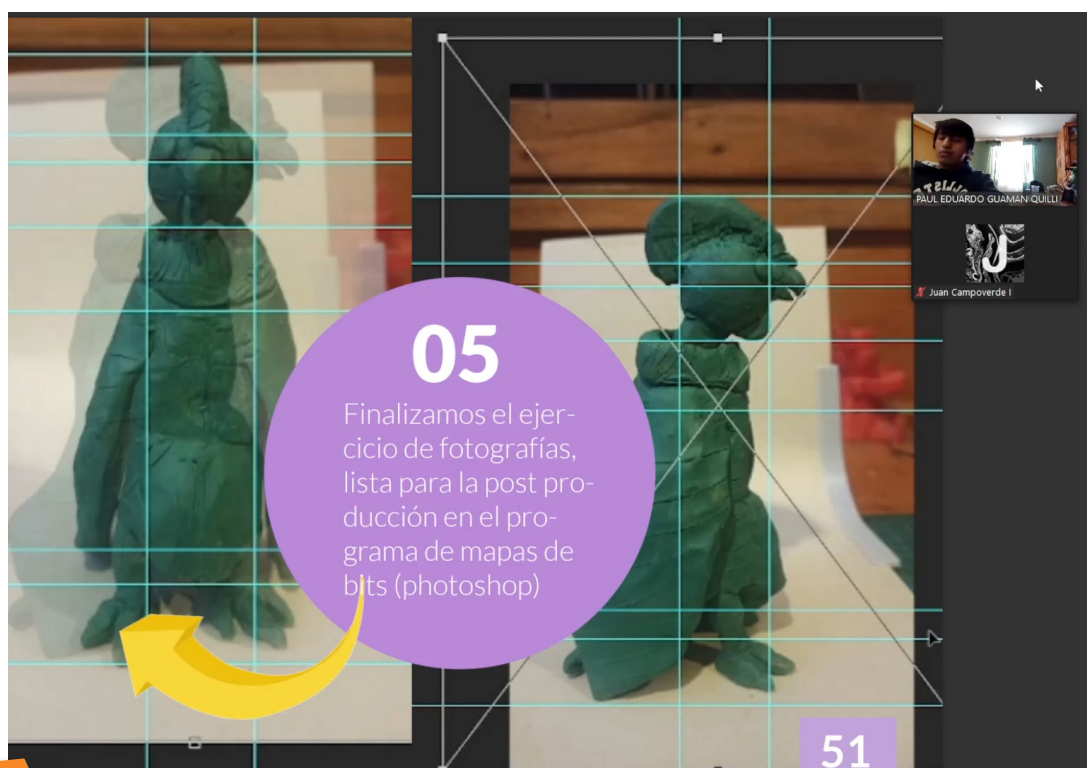 05
Finalizamos el ejer-
cicio de fotografías,
lista para la post pro-
ducción en el pro-
grama de mapas de
bits (photoshop)
PAUL EDUARDO GUAMAN QUILLI
J
Juan Campoverde I
51